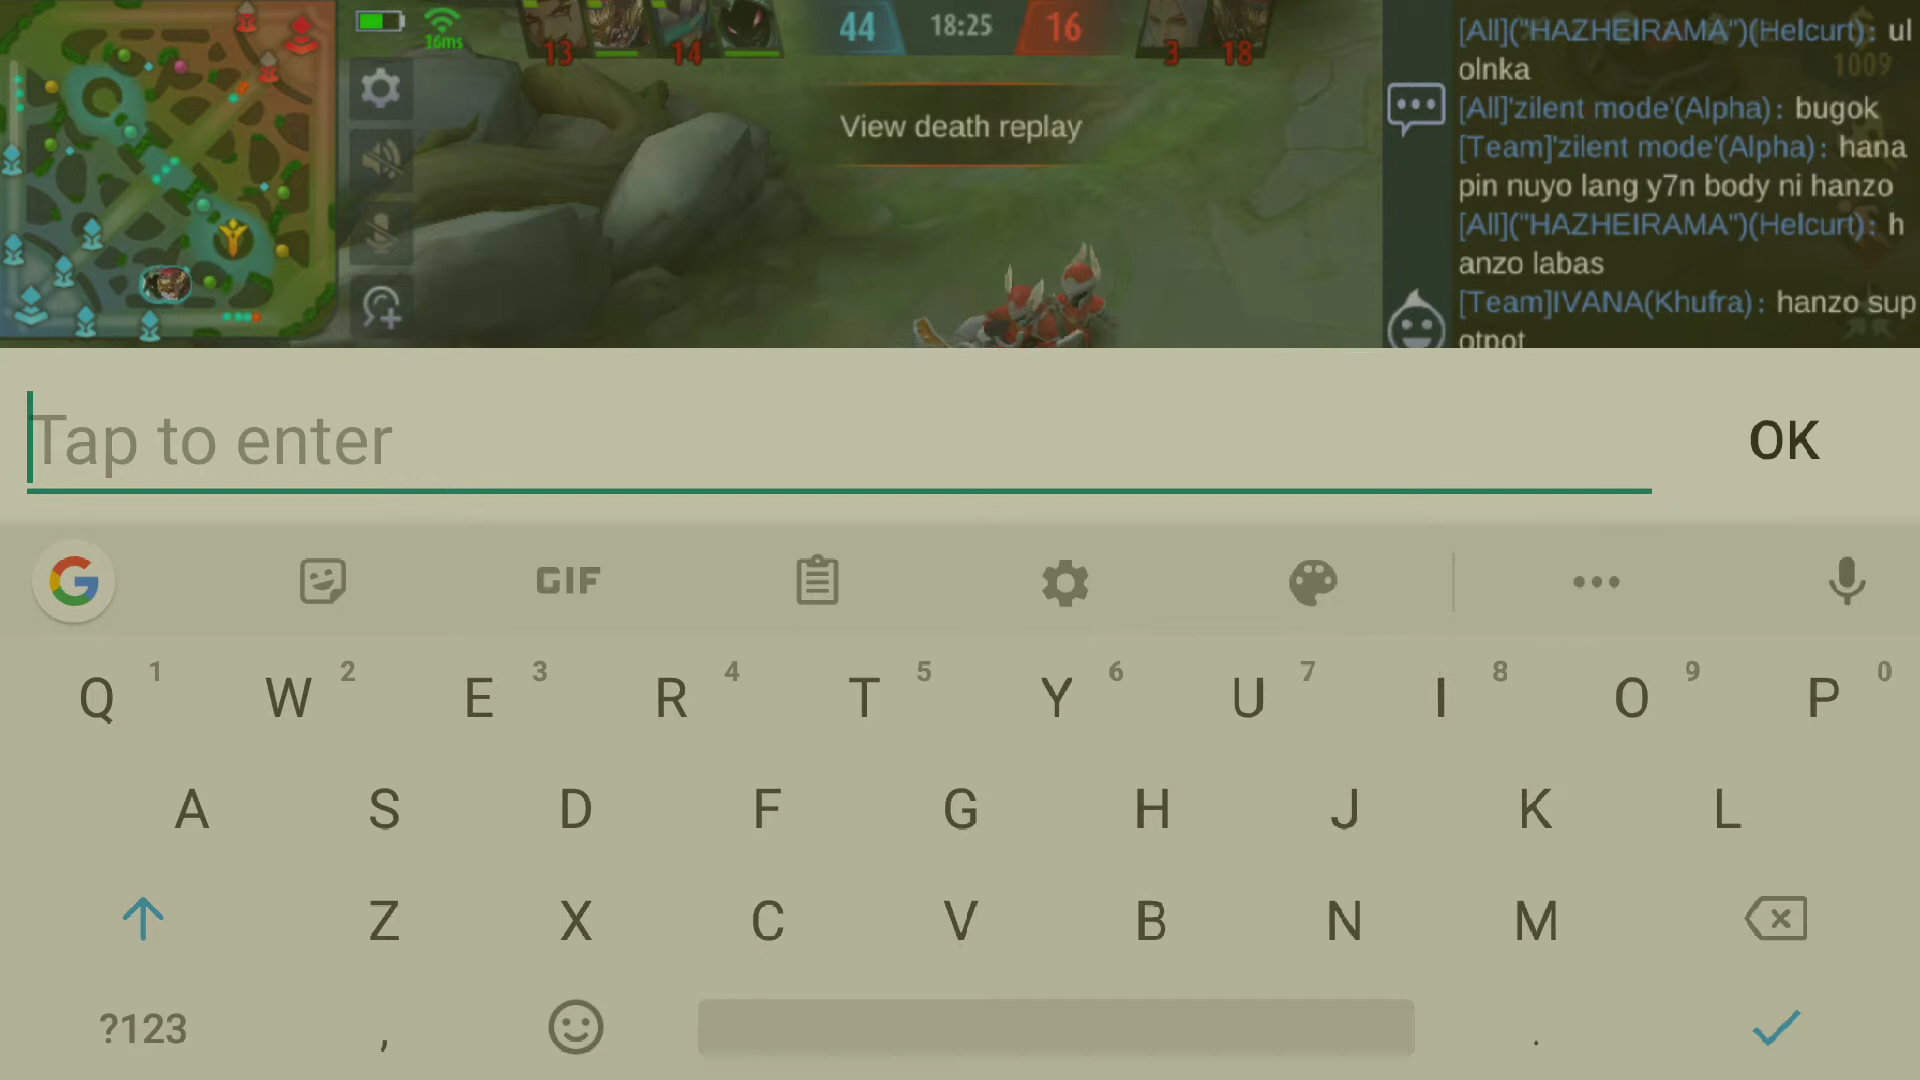 16ms
13
14
44
18:25
16
3
18
View death replay
1009
[All]("HAZHEIRAMA")(Helcurt): ul
olnka
[All]'zilent mode'(Alpha): bugok
[Team]'zilent mode'(Alpha): hana
pin nuyo lang y7n body ni hanzo
[All]("HAZHEIRAMA")(Helcurt): h
anzo labas
[Team]IVANA(Khufra): hanzo sup
otpot
Tap to enter
OK
GIF
Q 1 W 2 E 3 R 4 T 5 Y 6 U 7 I 8 O 9 P 0
A S D F G H J K L
Z X C V B N M
?123 , .